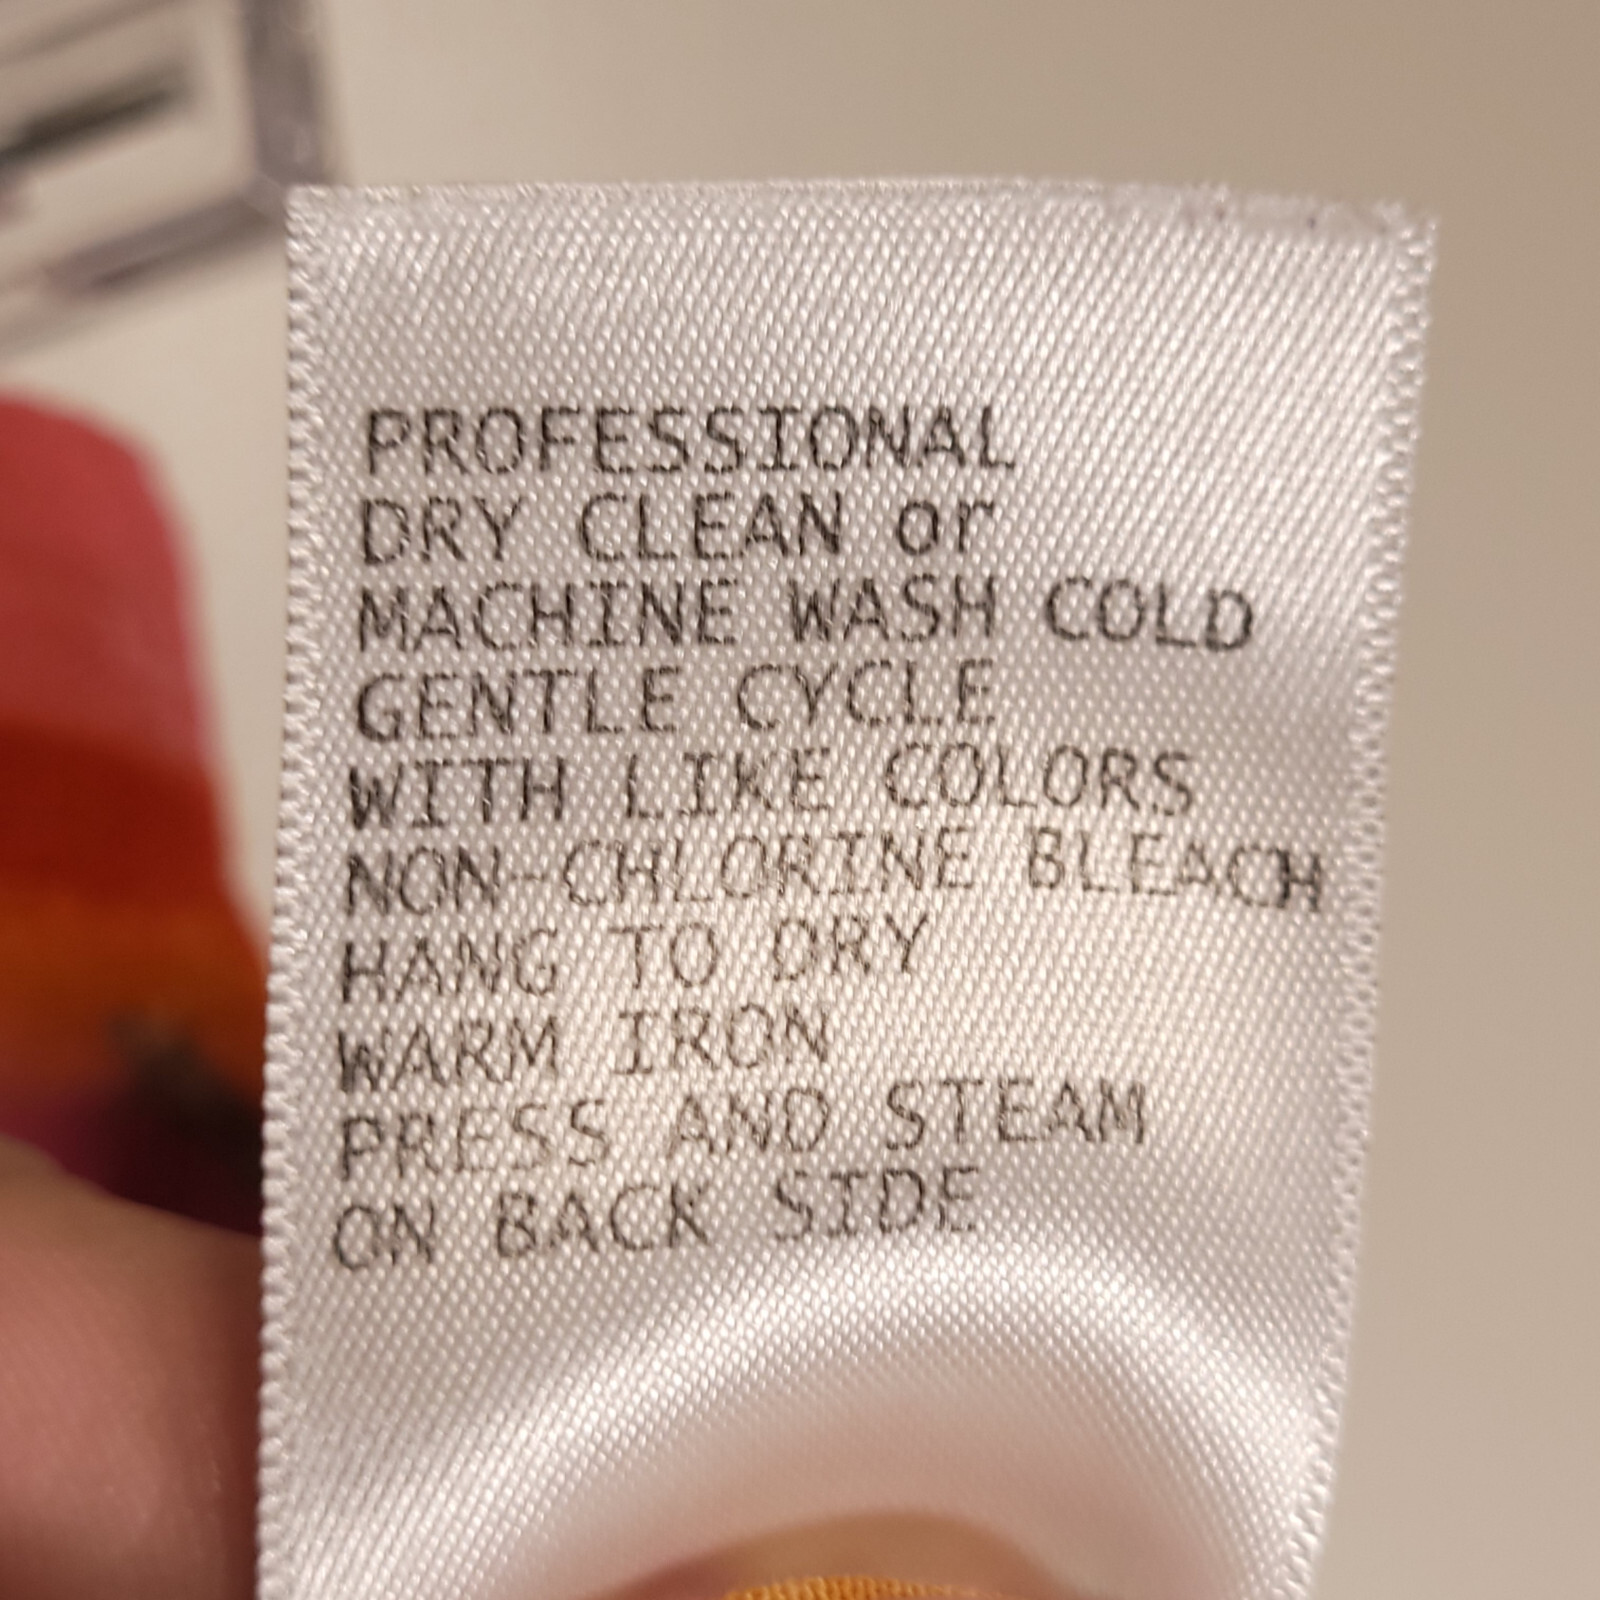 PROFESSIONAL
DRY CLEAN or
MACHINE WASH COLD
GENTLE CYCLE
WITH LIKE COLORS
NON-CHLORINE BLEACH
HANG TO DRY
WARM IRON
PRESS AND STEAM
ON BACK SIDE